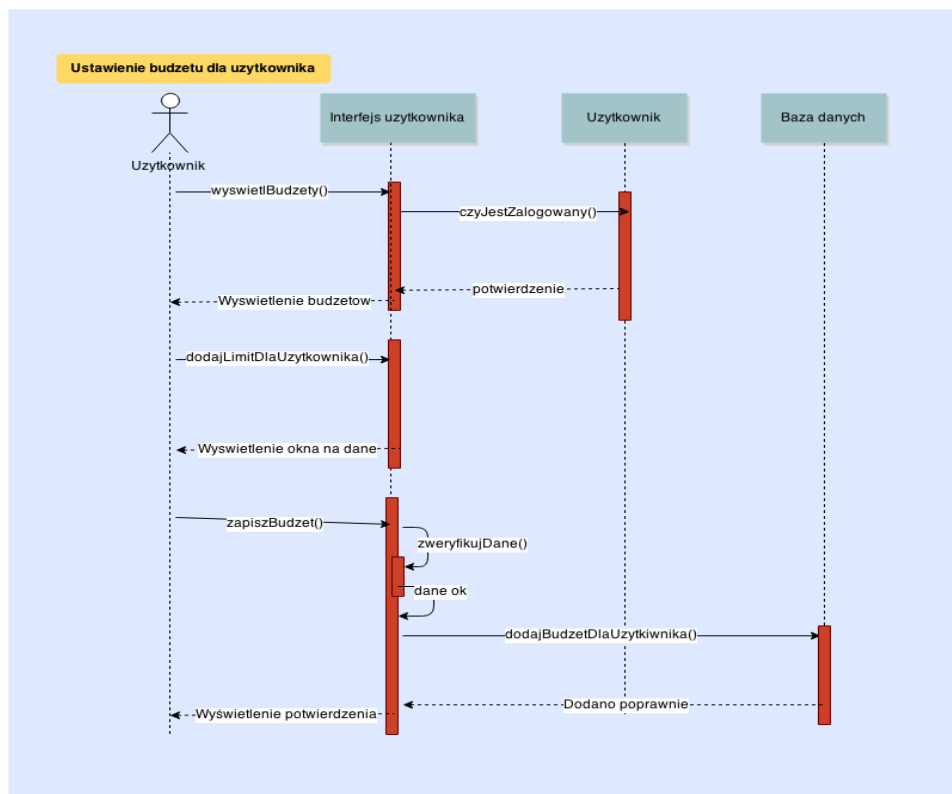 Ustawienie budzetu dla uzytkownika
Interfejs uzytkownika
Uzytkownik
Baza danych
Uzytkownik
wyswietlBudzety()
czyJestZalogowany()
potwierdzenie
Wyswietlenie budzetow
dodajLimitDlaUzytkownika()
Wyswietlenie okna na dane
zapiszBudzet()
zweryfikujDane()
dane ok
dodajBudzetDlaUzytkiwnika()
Dodano poprawnie
Wyświetlenie potwierdzenia